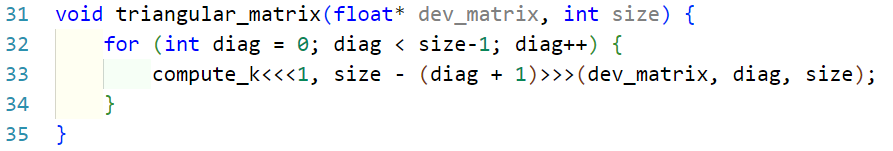 31 void triangular_matrix(float* dev_matrix, int size) {
32     for (int diag = 0; diag < size-1; diag++) {
33         compute_k<<<1, size - (diag + 1)>>>(dev_matrix, diag, size);
34     }
35 }